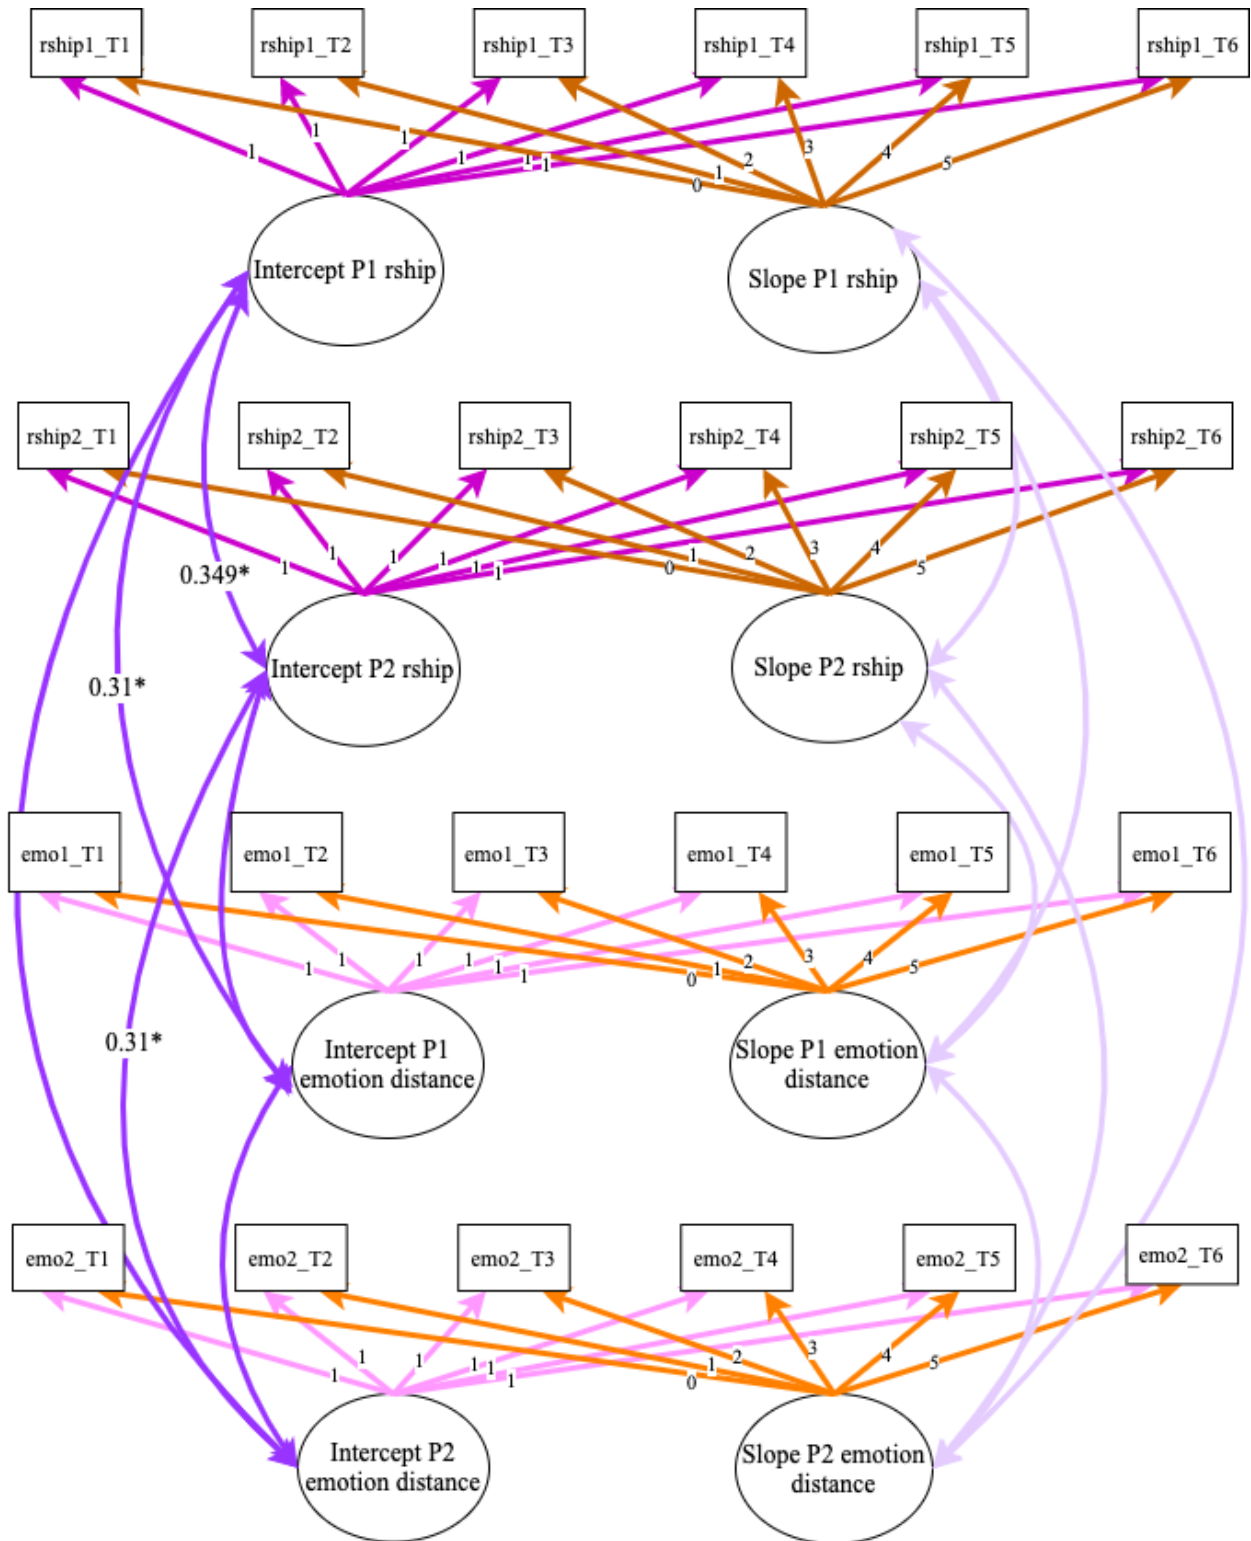 rship1_T1
rship1_T2
rship1_T3
rship1_T4
rship1_T5
rship1_T6
1
1
1
1
1
1
0
1
2
3
4
5
Intercept P1 rship
Slope P1 rship
rship2_T1
rship2_T2
rship2_T3
rship2_T4
rship2_T5
rship2_T6
1
1
1
1
1
1
0
1
2
3
4
5
0.349*
Intercept P2 rship
Slope P2 rship
0.31*
emo1_T1
emo1_T2
emo1_T3
emo1_T4
emo1_T5
emo1_T6
1
1
1
1
1
1
0
1
2
3
4
5
0.31*
Intercept P1
emotion distance
Slope P1 emotion
distance
emo2_T1
emo2_T2
emo2_T3
emo2_T4
emo2_T5
emo2_T6
1
1
1
1
1
1
0
1
2
3
4
5
Intercept P2
emotion distance
Slope P2 emotion
distance